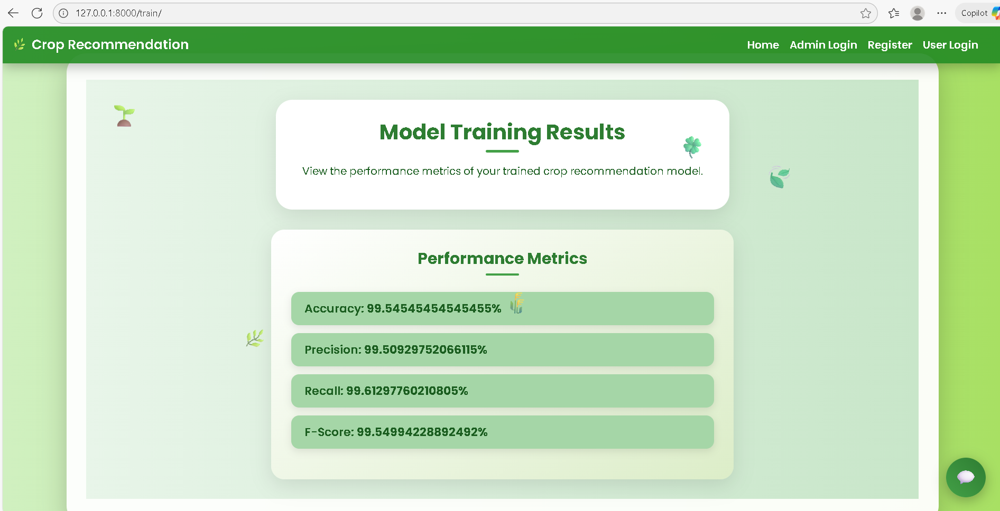 127.0.0.1:8000/train/
Copilot
Crop Recommendation
Home Admin Login Register User Login
Model Training Results
View the performance metrics of your trained crop recommendation model.
Performance Metrics
Accuracy: 99.54545454545455%
Precision: 99.50929752066115%
Recall: 99.61297760210805%
F-Score: 99.54994228892492%